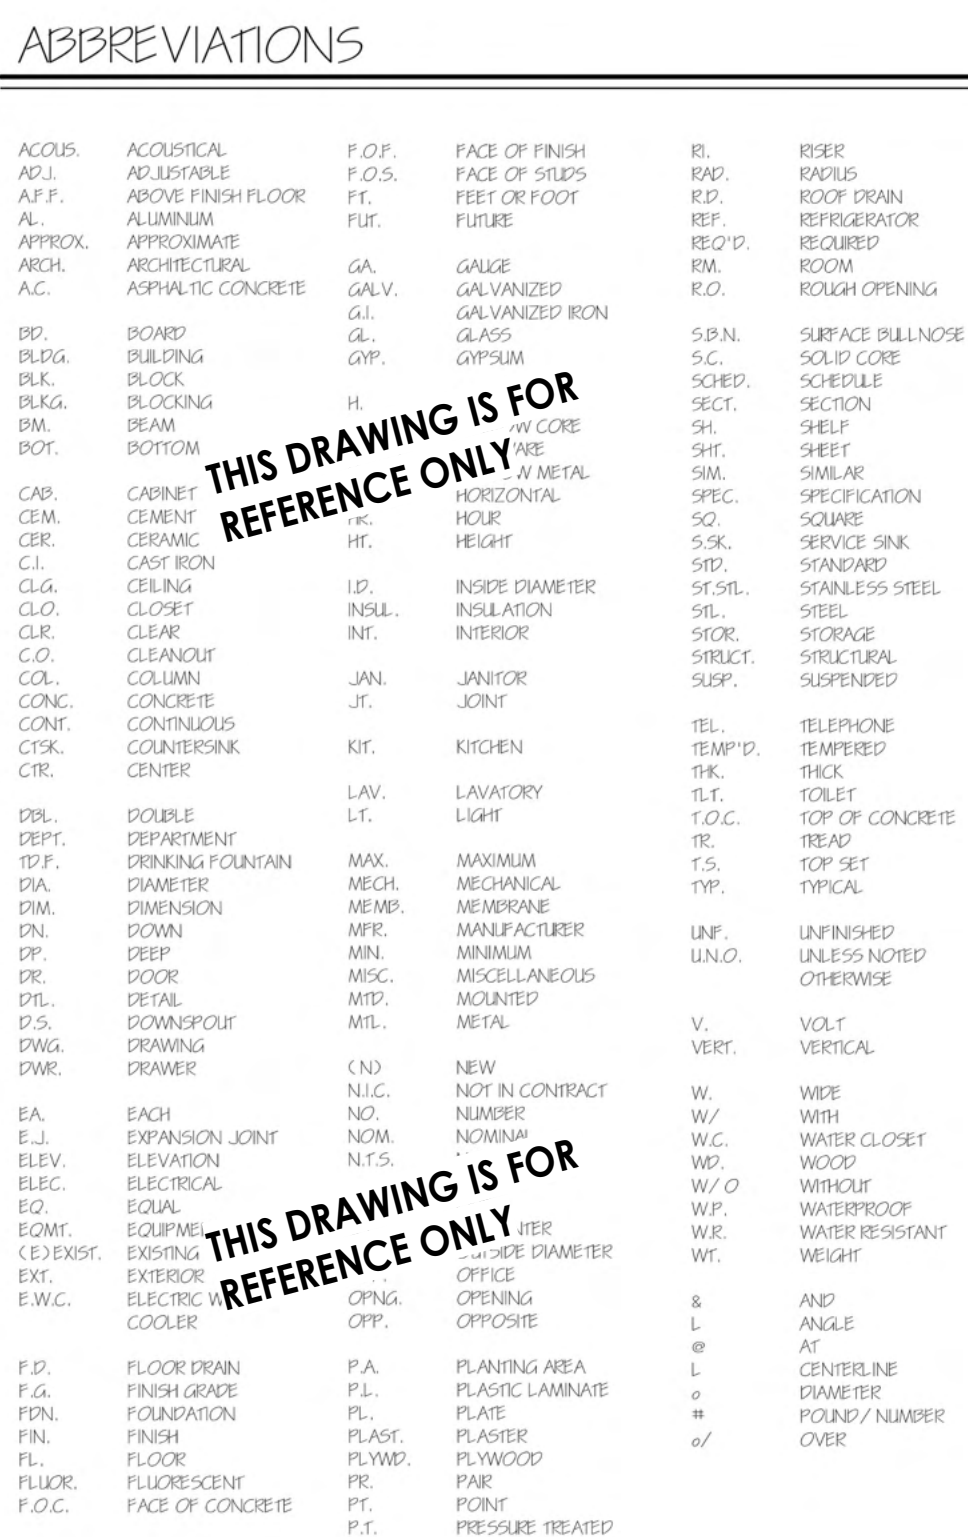 ABBREVIATIONS
ACOUS. ACOUSTICAL
ADJ. ADJUSTABLE
A.F.F. ABOVE FINISH FLOOR
AL. ALUMINUM
APPROX. APPROXIMATE
ARCH. ARCHITECTURAL
A.C. ASPHALTIC CONCRETE
BD. BOARD
BLDG. BUILDING
BLK. BLOCK
BLKG. BLOCKING
BM. BEAM
BOT. BOTTOM
CAB. CABINET
CEM. CEMENT
CER. CERAMIC
C.I. CAST IRON
CLG. CEILING
CLO. CLOSET
CLR. CLEAR
C.O. CLEANOUT
COL. COLUMN
CONC. CONCRETE
CONT. CONTINUOUS
CTSK. COUNTERSINK
CTR. CENTER
DBL. DOUBLE
DEPT. DEPARTMENT
TD.F. DRINKING FOUNTAIN
DIA. DIAMETER
DIM. DIMENSION
DN. DOWN
DP. DEEP
DR. DOOR
DTL. DETAIL
D.S. DOWNSPOUT
DWG. DRAWING
DWR. DRAWER
EA. EACH
E.J. EXPANSION JOINT
ELEV. ELEVATION
ELEC. ELECTRICAL
EQ. EQUAL
EQMT.
(E)EXIST. EXISTING
EXT. EXTERIOR
E.W.C. ELECTRIC
COOLER
F.D. FLOOR DRAIN
F.G. FINISH GRADE
FDN. FOUNDATION
FIN. FINISH
FL. FLOOR
FLUOR. FLUORESCENT
F.O.C. FACE OF CONCRETE
F.O.F. FACE OF FINISH
F.O.S. FACE OF STUDS
FT. FEET OR FOOT
FUT. FUTURE
GA. GAUGE
GALV. GALVANIZED
G.I. GALVANIZED IRON
GL. GLASS
GYP. GYPSUM
THIS DRAWING IS FOR
REFERENCE ONLY
H.
CORE
METAL
HORIZONTAL
HR. HOUR
HT. HEIGHT
I.D. INSIDE DIAMETER
INSUL. INSULATION
INT. INTERIOR
JAN. JANITOR
JT. JOINT
KIT. KITCHEN
LAV. LAVATORY
LT. LIGHT
MAX. MAXIMUM
MECH. MECHANICAL
MEMB. MEMBRANE
MFR. MANUFACTURER
MIN. MINIMUM
MISC. MISCELLANEOUS
MTD. MOUNTED
MTL. METAL
(N) NEW
N.I.C. NOT IN CONTRACT
NO. NUMBER
NOM. NOMINAL
N.T.S.
THIS DRAWING IS FOR
REFERENCE ONLY
OUTSIDE DIAMETER
OFFICE
OPNG. OPENING
OPP. OPPOSITE
P.A. PLANTING AREA
P.L. PLASTIC LAMINATE
PL. PLATE
PLAST. PLASTER
PLYWD. PLYWOOD
PR. PAIR
PT. POINT
P.T. PRESSURE TREATED
RI. RISER
RAD. RADIUS
R.D. ROOF DRAIN
REF. REFRIGERATOR
REQ'D. REQUIRED
RM. ROOM
R.O. ROUGH OPENING
S.B.N. SURFACE BULLNOSE
S.C. SOLID CORE
SCHED. SCHEDULE
SECT. SECTION
SH. SHELF
SHT. SHEET
SIM. SIMILAR
SPEC. SPECIFICATION
SQ. SQUARE
S.SK. SERVICE SINK
STD. STANDARD
ST.STL. STAINLESS STEEL
STL. STEEL
STOR. STORAGE
STRUCT. STRUCTURAL
SUSP. SUSPENDED
TEL. TELEPHONE
TEMP'D. TEMPERED
THK. THICK
TLT. TOILET
T.O.C. TOP OF CONCRETE
TR. TREAD
T.S. TOP SET
TYP. TYPICAL
UNF. UNFINISHED
U.N.O. UNLESS NOTED
OTHERWISE
V. VOLT
VERT. VERTICAL
W. WIDE
W/ WITH
W.C. WATER CLOSET
WD. WOOD
W/O WITHOUT
W.P. WATERPROOF
W.R. WATER RESISTANT
WT. WEIGHT
& AND
L ANGLE
@ AT
L CENTERLINE
o DIAMETER
# POUND/NUMBER
o/ OVER